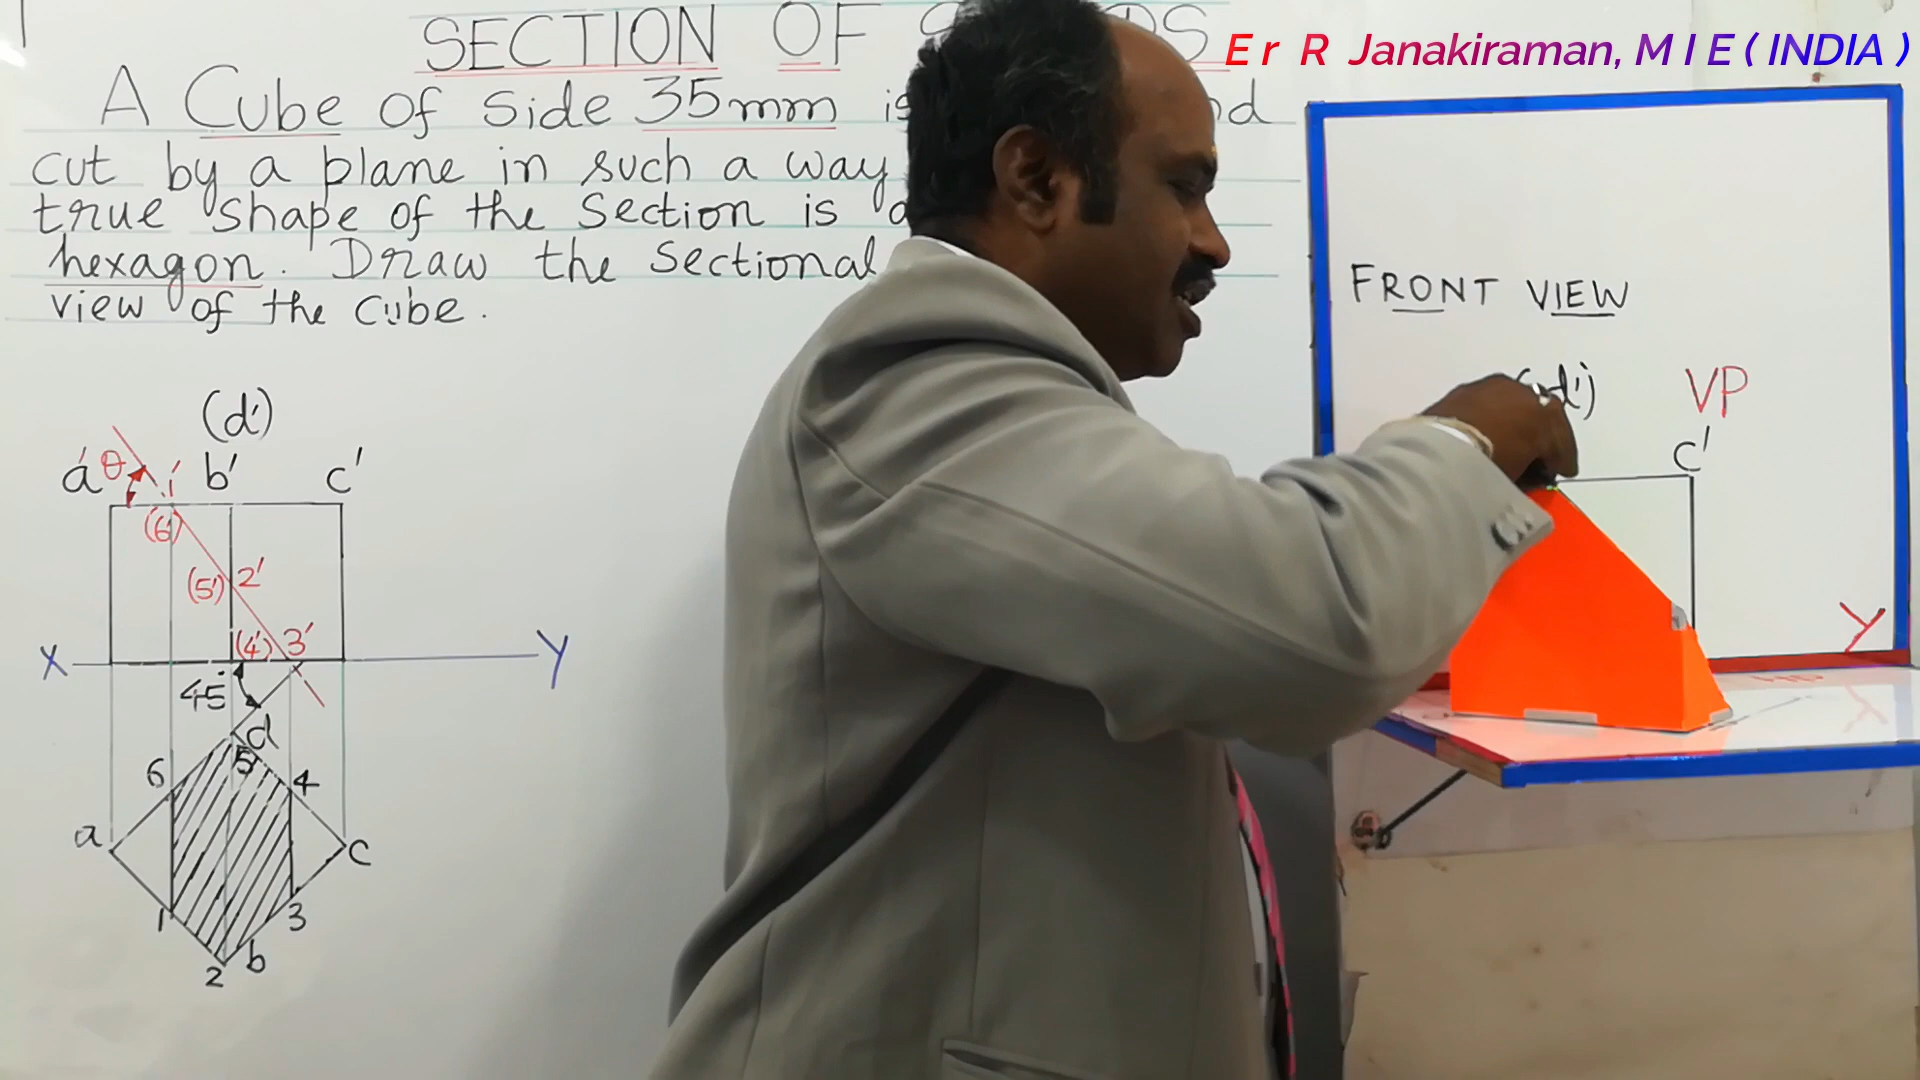 SECTION OF
Er R Janakiraman, M I E ( INDIA )
A Cube of side 35mm
cut by a plane in such a way
true shape of the Section is
hexagon. Draw the Sectional
view of the cube.
FRONT VIEW
(d')
VP
c'
Y
(d')
a' θ 1' b' c'
(6')
(5') 2'
(4') 3'
X Y
45°
d
6 5 4
a c
1 3
2 b